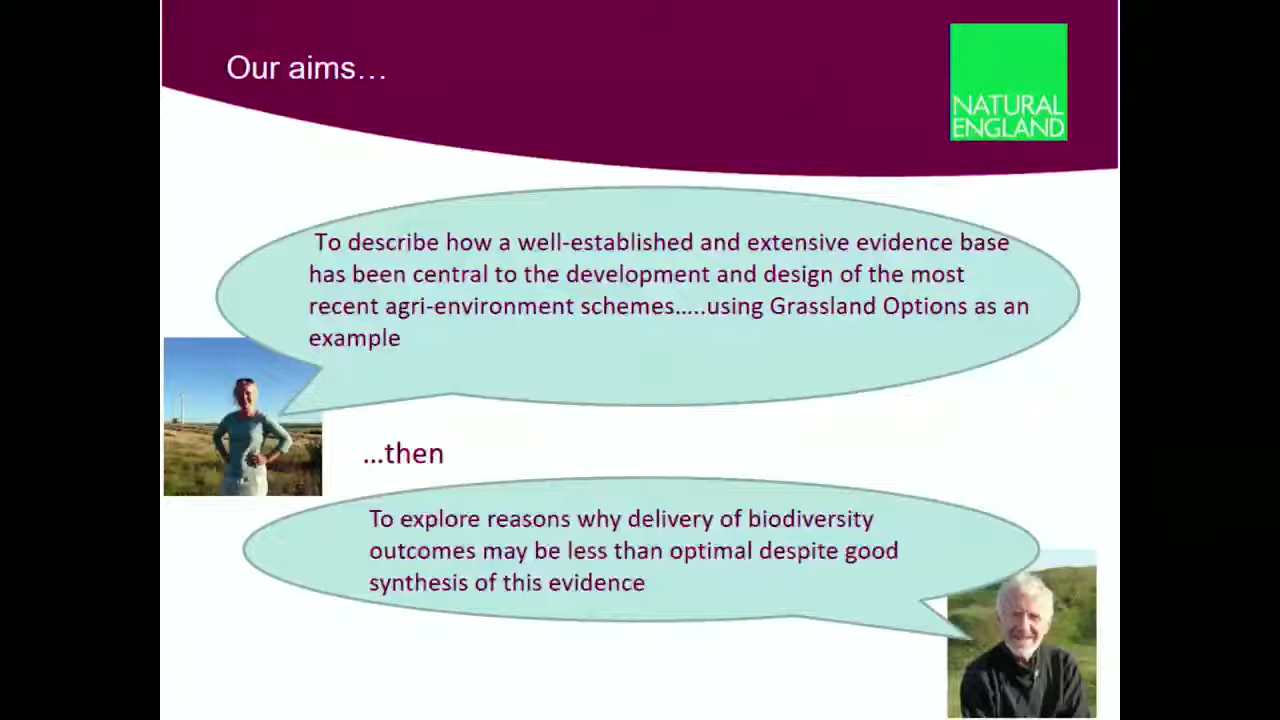 Our aims…
NATURAL
ENGLAND
To describe how a well-established and extensive evidence base
has been central to the development and design of the most
recent agri-environment schemes…..using Grassland Options as an
example
…then
To explore reasons why delivery of biodiversity
outcomes may be less than optimal despite good
synthesis of this evidence